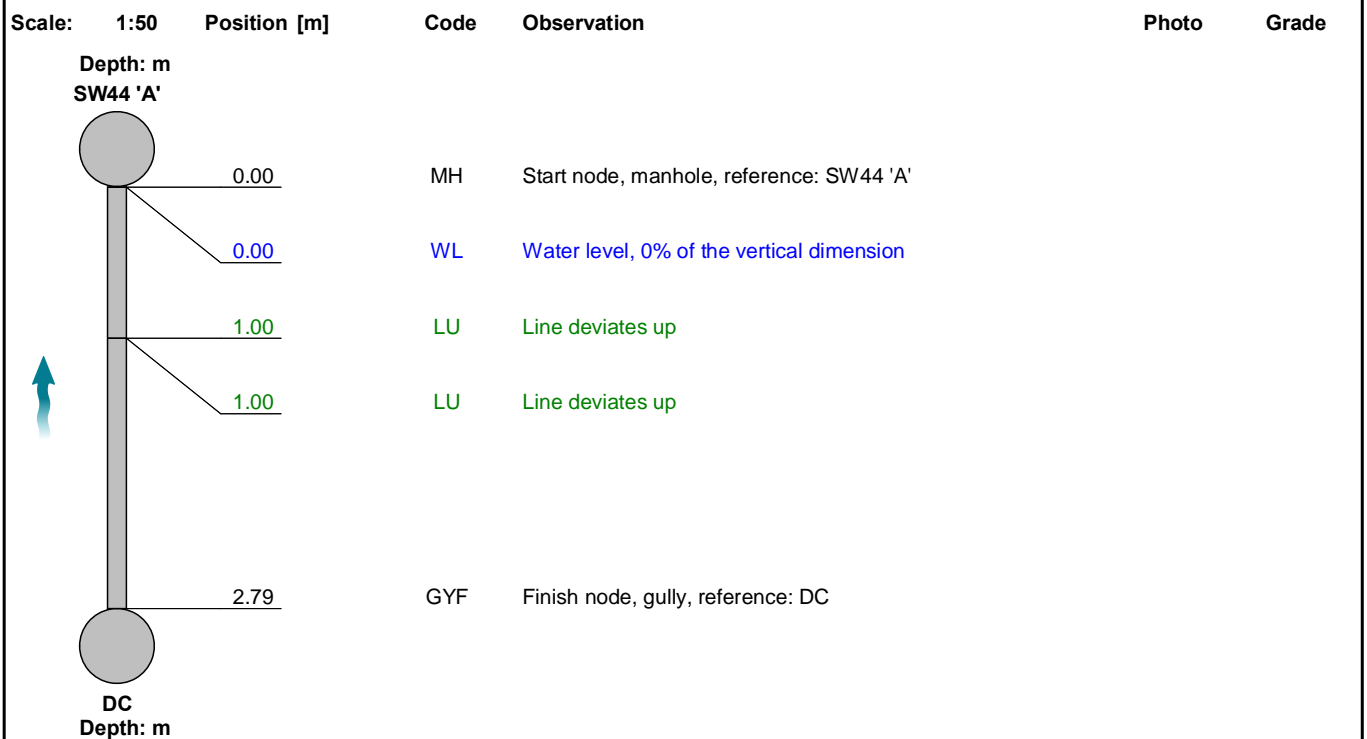 Scale: 1:50 Position [m] Code Observation Photo Grade
Depth: m
SW44 'A'
0.00 MH Start node, manhole, reference: SW44 'A'
0.00 WL Water level, 0% of the vertical dimension
1.00 LU Line deviates up
1.00 LU Line deviates up
2.79 GYF Finish node, gully, reference: DC
DC
Depth: m